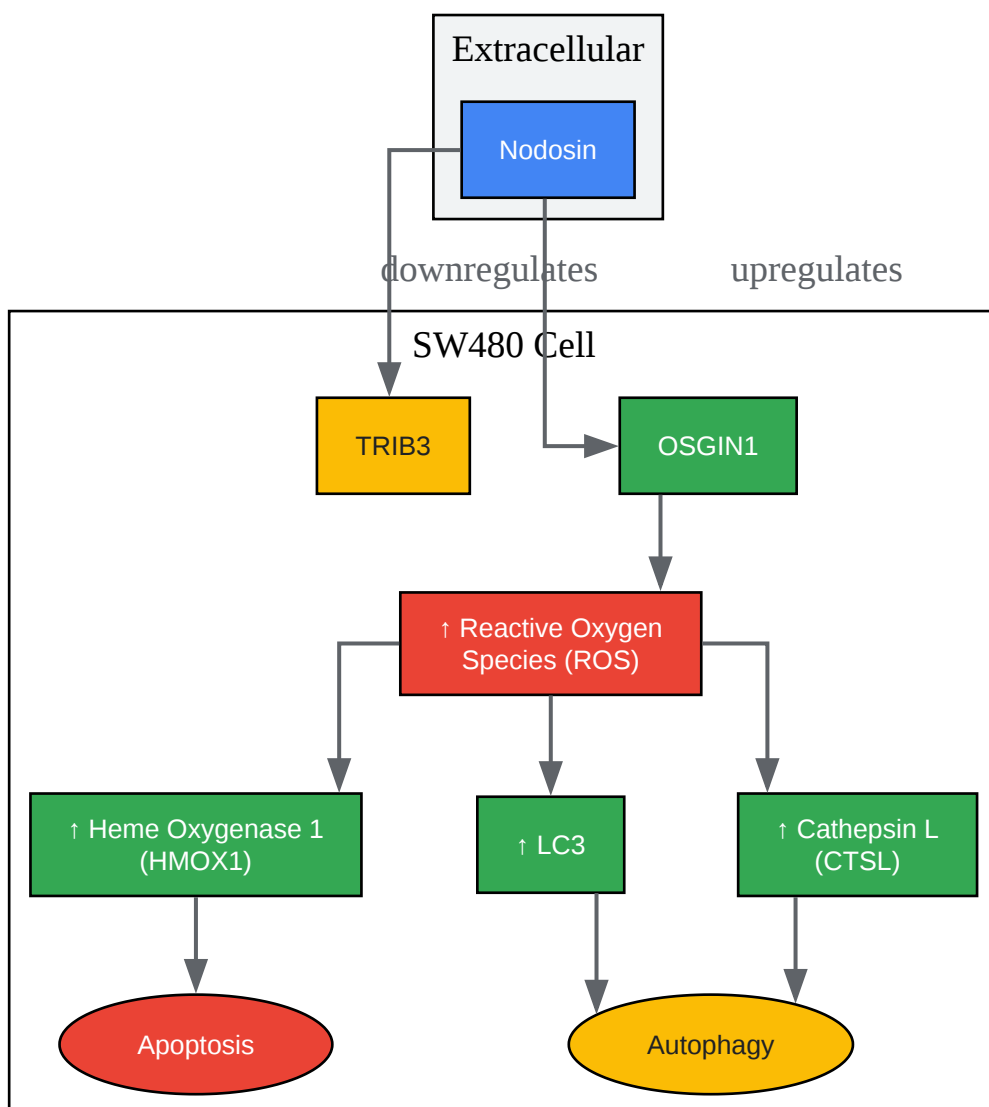 Extracellular
Nodosin
downregulates
upregulates
SW480 Cell
TRIB3
OSGIN1
↑ Reactive Oxygen
Species (ROS)
↑ Heme Oxygenase 1
(HMOX1)
↑ LC3
↑ Cathepsin L
(CTSL)
Apoptosis
Autophagy